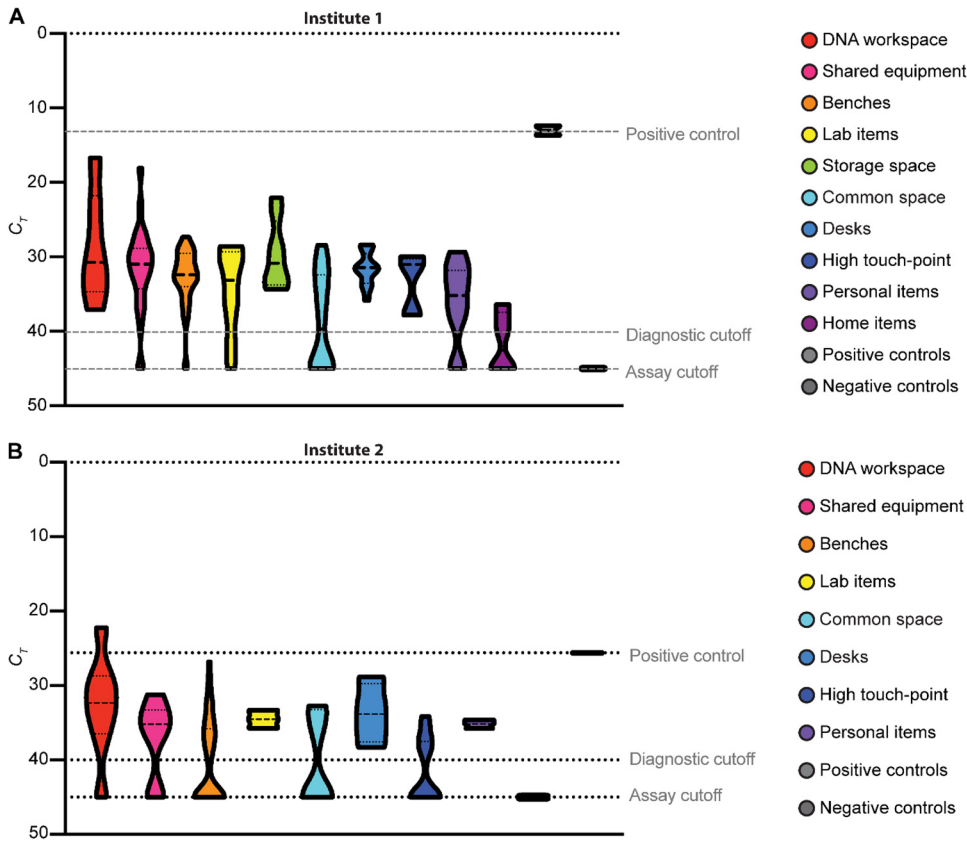 A
Institute 1
0
10
20
30
40
50
C_T
Positive control
Diagnostic cutoff
Assay cutoff
DNA workspace
Shared equipment
Benches
Lab items
Storage space
Common space
Desks
High touch-point
Personal items
Home items
Positive controls
Negative controls
B
Institute 2
0
10
20
30
40
50
C_T
Positive control
Diagnostic cutoff
Assay cutoff
DNA workspace
Shared equipment
Benches
Lab items
Common space
Desks
High touch-point
Personal items
Positive controls
Negative controls